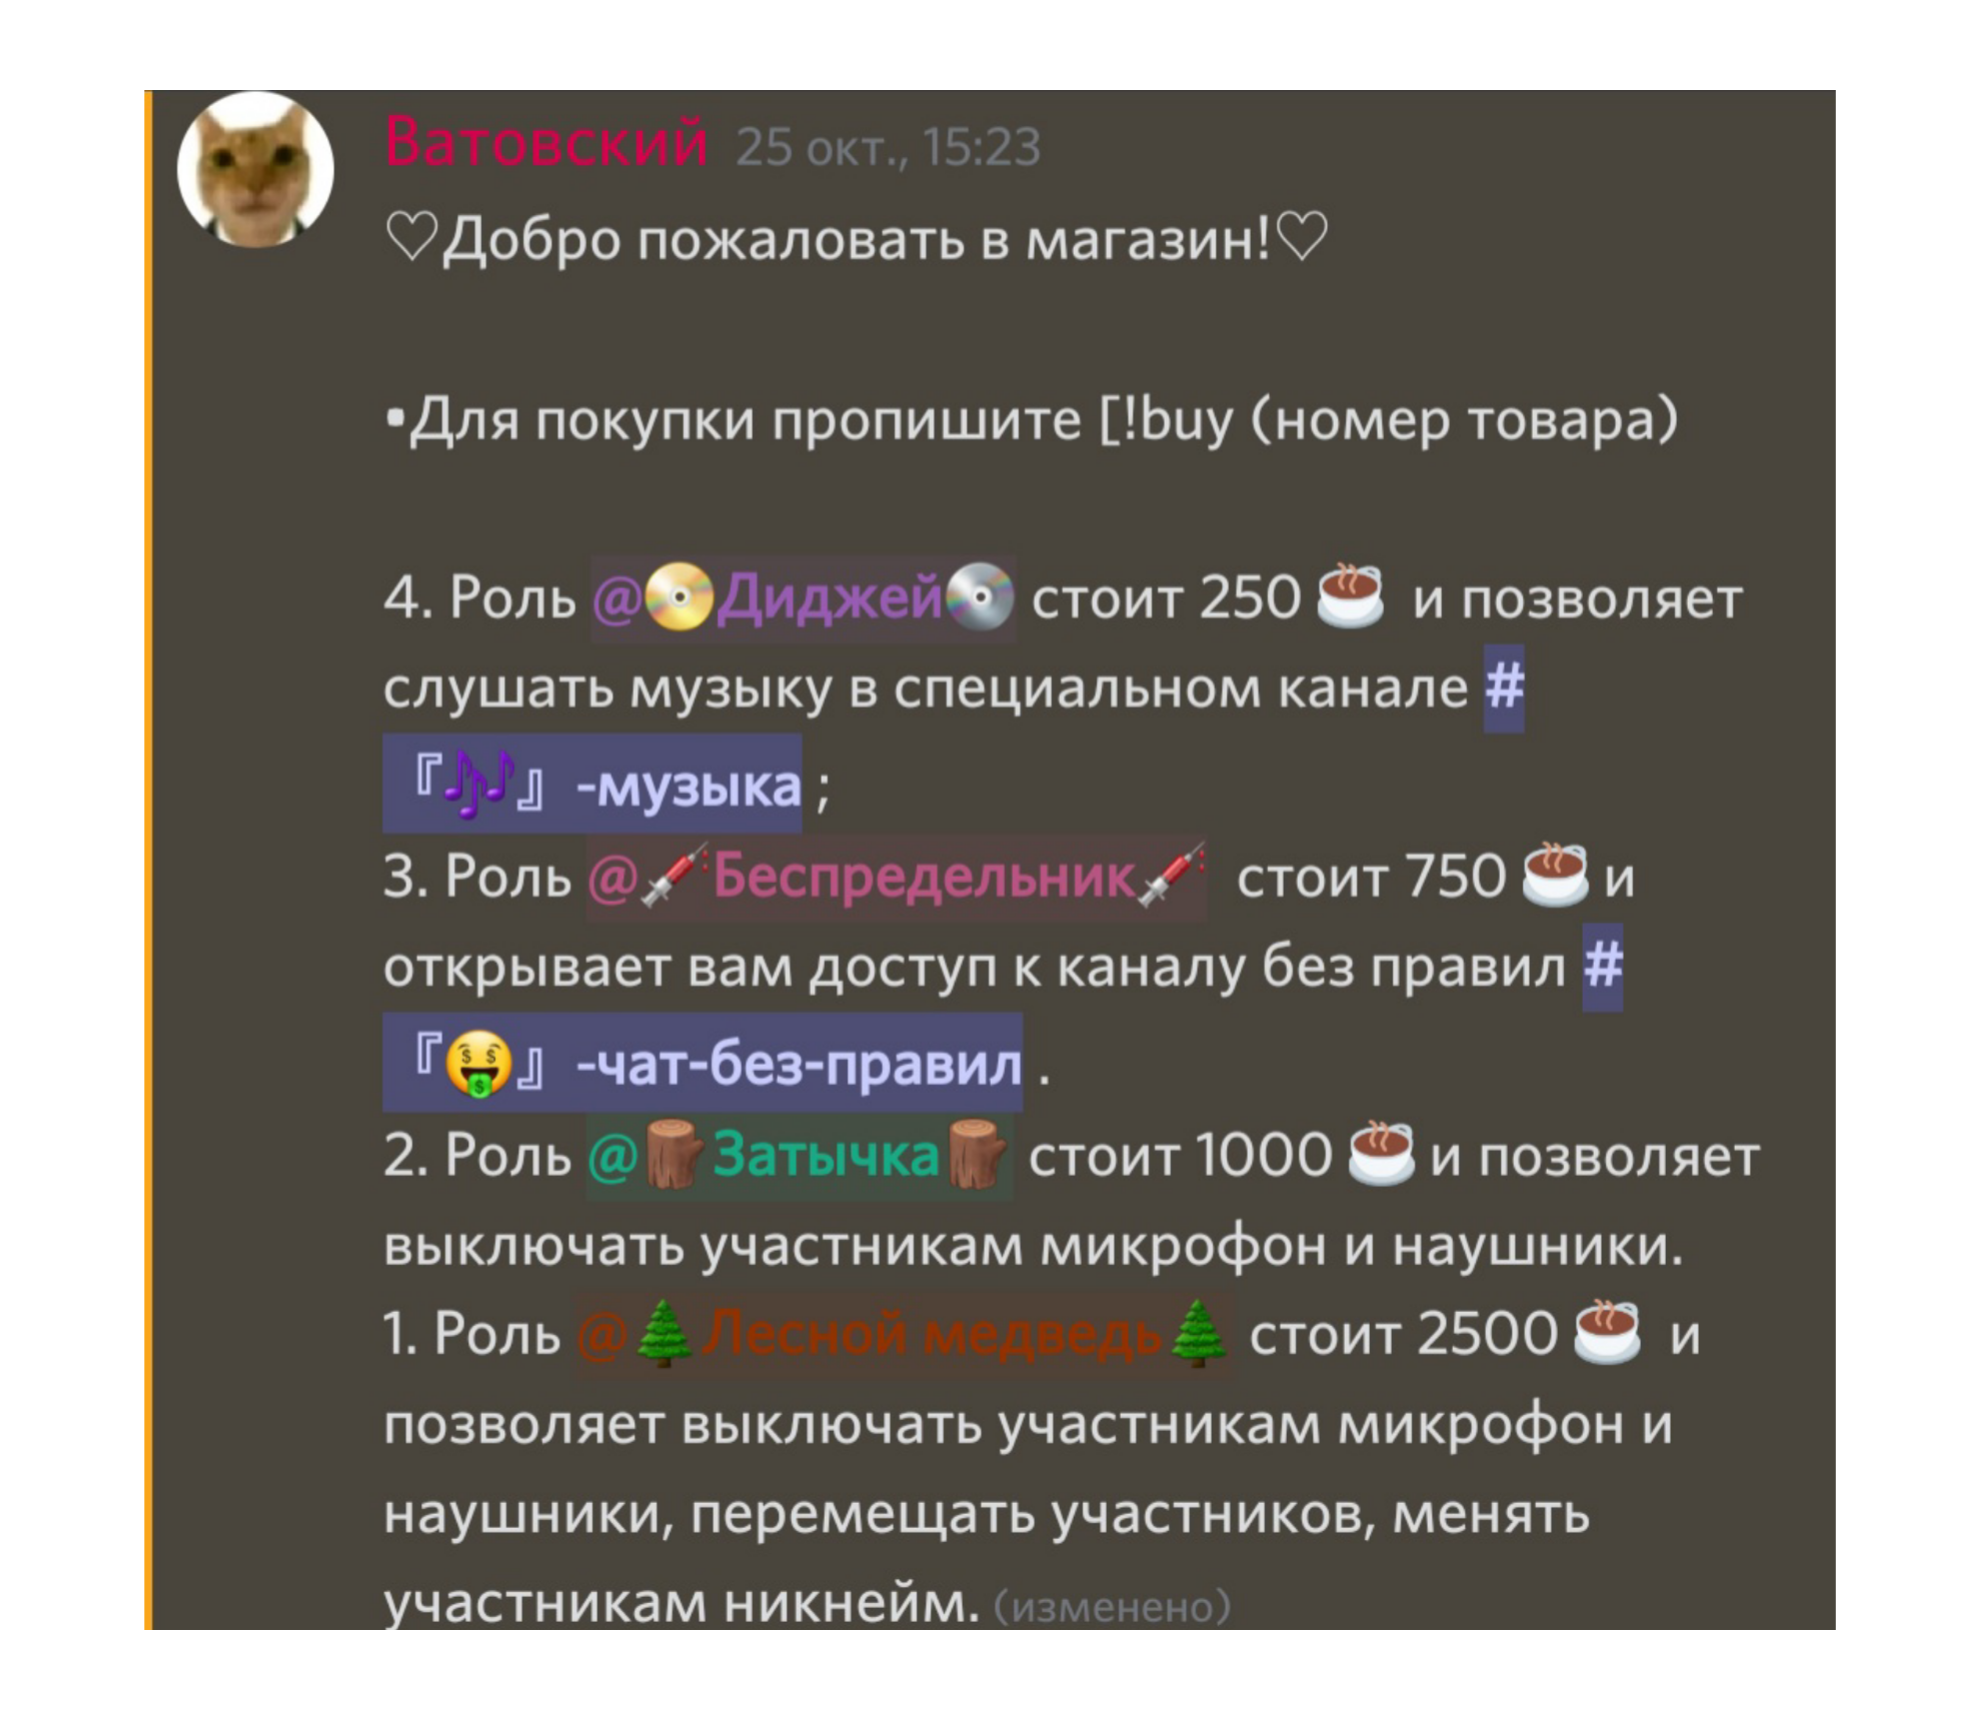 Ватовский 25 окт., 15:23
♡Добро пожаловать в магазин!♡
•Для покупки пропишите [!buy (номер товара)
4. Роль @📀Диджей💿 стоит 250 ☕ и позволяет
слушать музыку в специальном канале #
『🎶』-музыка ;
3. Роль @💉Беспредельник💉 стоит 750 ☕ и
открывает вам доступ к каналу без правил #
『🤑』-чат-без-правил .
2. Роль @🪵Затычка🪵 стоит 1000 ☕ и позволяет
выключать участникам микрофон и наушники.
1. Роль @🌲Лесной медведь🌲 стоит 2500 ☕ и
позволяет выключать участникам микрофон и
наушники, перемещать участников, менять
участникам никнейм. (изменено)